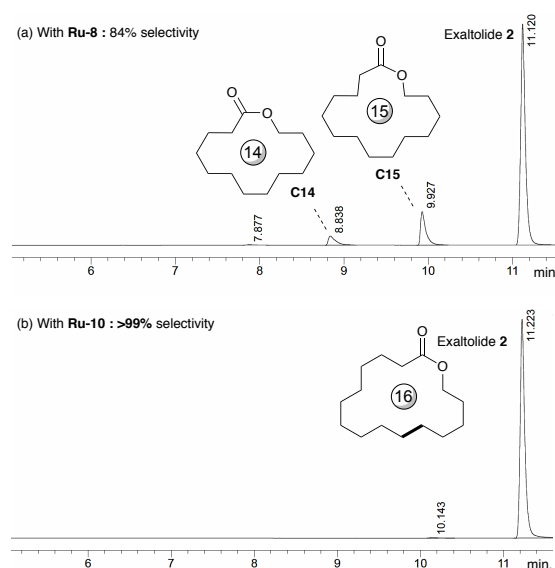 (a) With Ru-8 : 84% selectivity
Exaltolide 2
11.120
O
O
15
O
O
14
C15
C14
9.927
8.838
7.877
6 7 8 9 10 11 min
(b) With Ru-10 : >99% selectivity
Exaltolide 2
11.223
O
O
16
10.143
6 7 8 9 10 11 min.